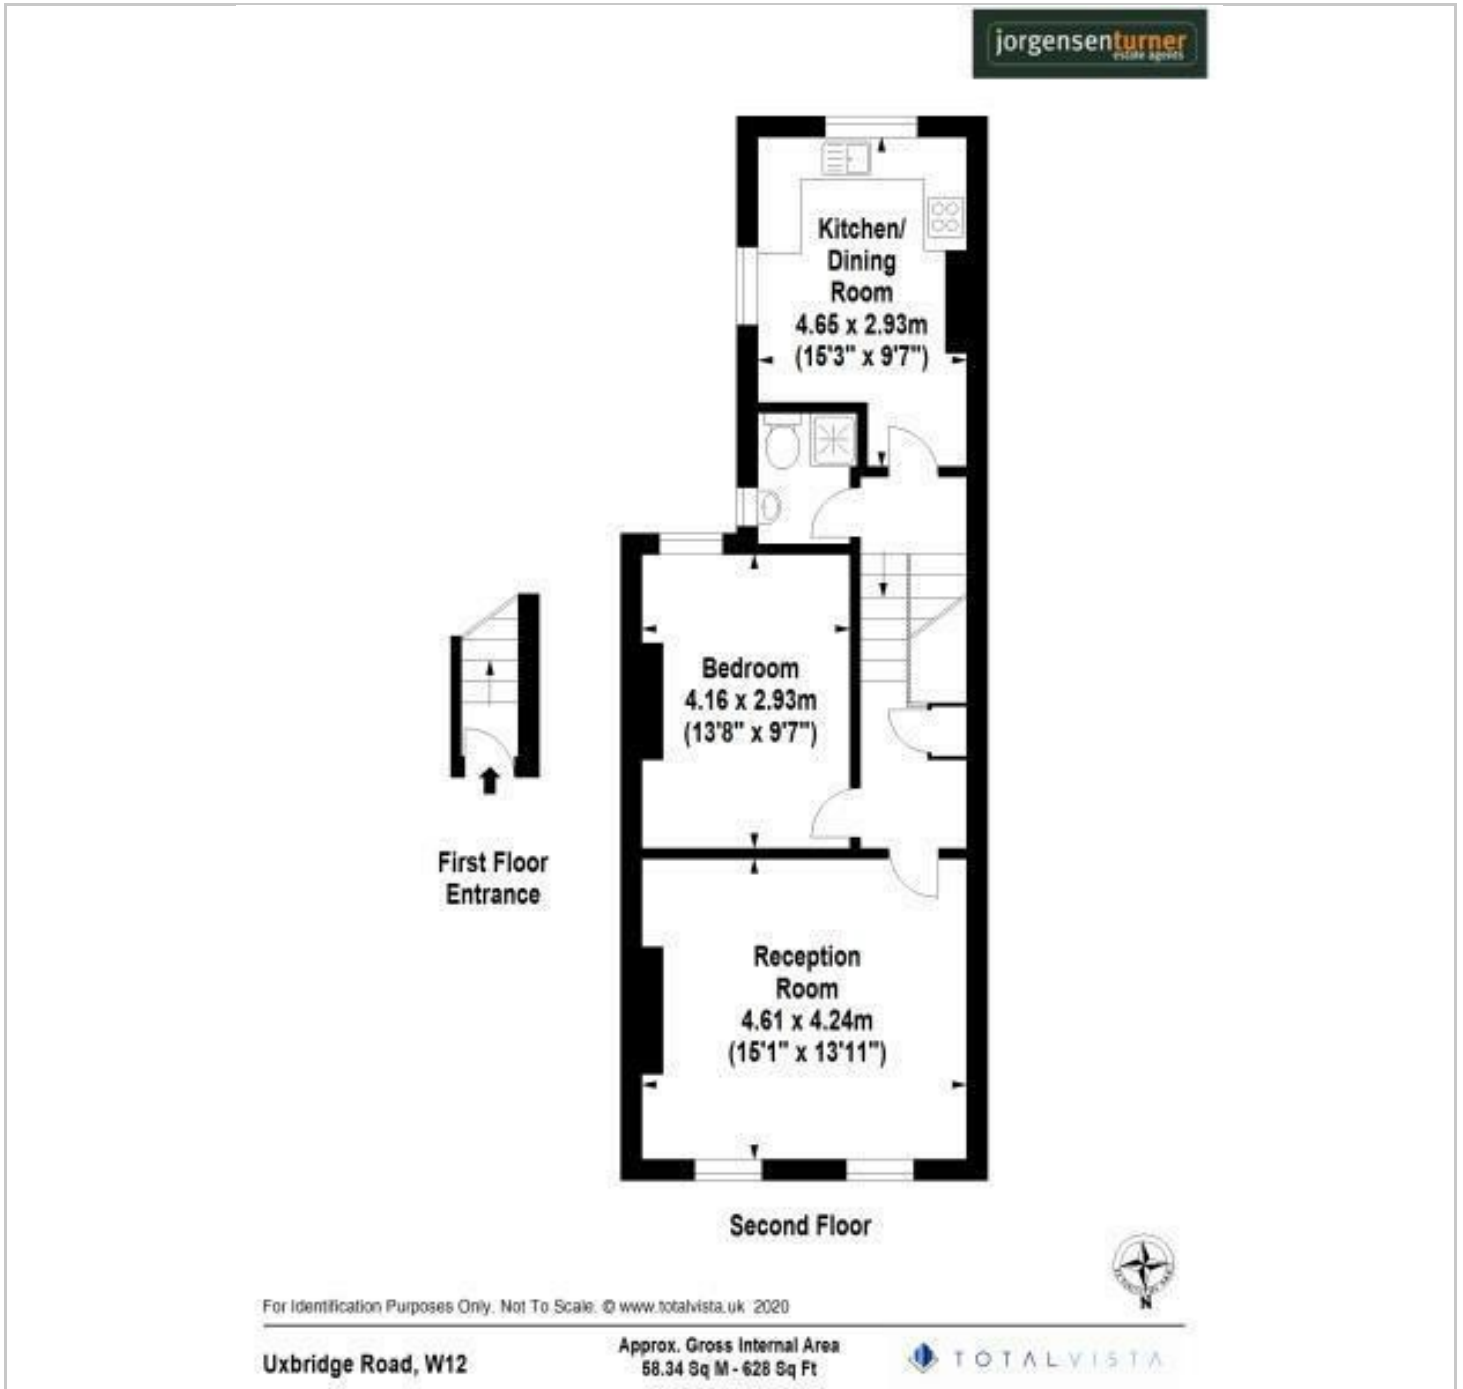 jorgensenturner
estate agents
Kitchen/
Dining
Room
4.65 x 2.93m
(15'3" x 9'7")
Bedroom
4.16 x 2.93m
(13'8" x 9'7")
First Floor
Entrance
Reception
Room
4.61 x 4.24m
(15'1" x 13'11")
Second Floor
N
For Identification Purposes Only. Not To Scale. © www.totalvista.uk 2020
Uxbridge Road, W12
Approx. Gross Internal Area
58.34 Sq M - 628 Sq Ft
TOTALVISTA